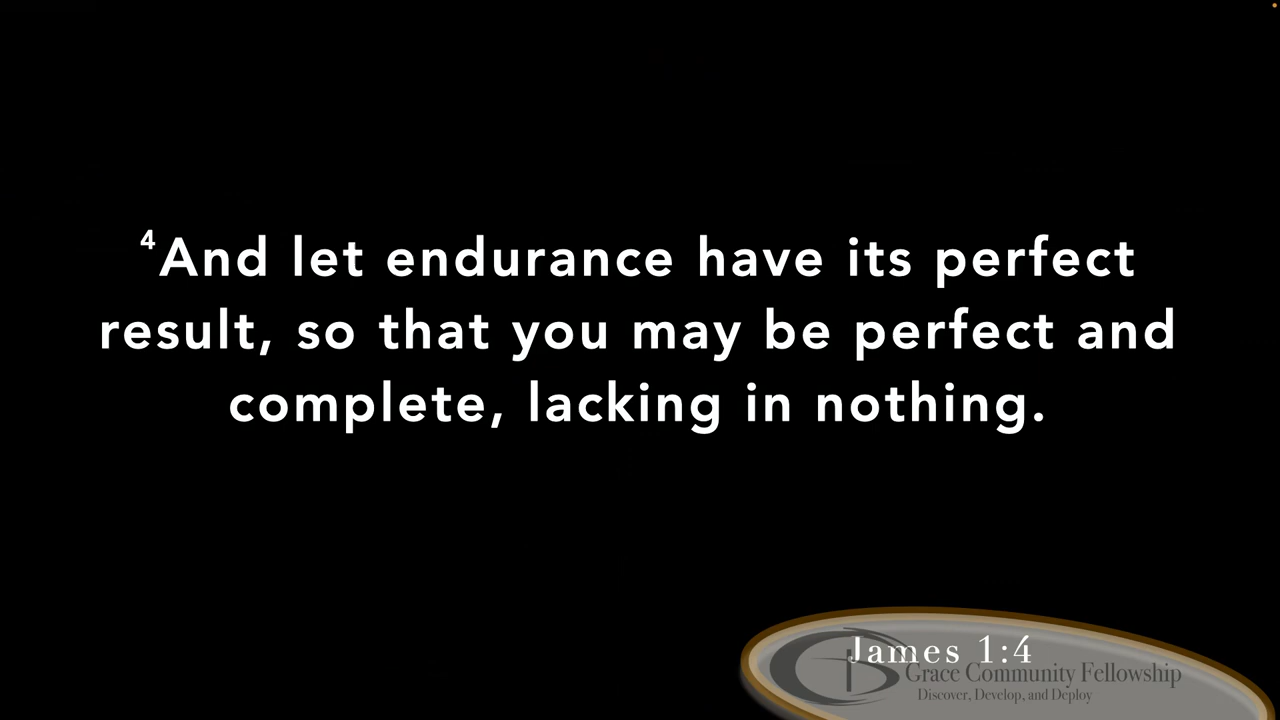 4And let endurance have its perfect
result, so that you may be perfect and
complete, lacking in nothing.
James 1:4
Grace Community Fellowship
Discover, Develop, and Deploy